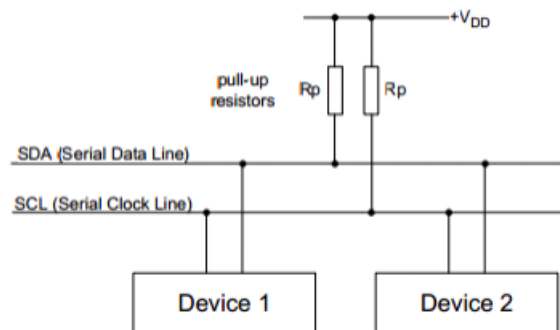 +VDD
pull-up
resistors
Rp
Rp
SDA (Serial Data Line)
SCL (Serial Clock Line)
Device 1
Device 2